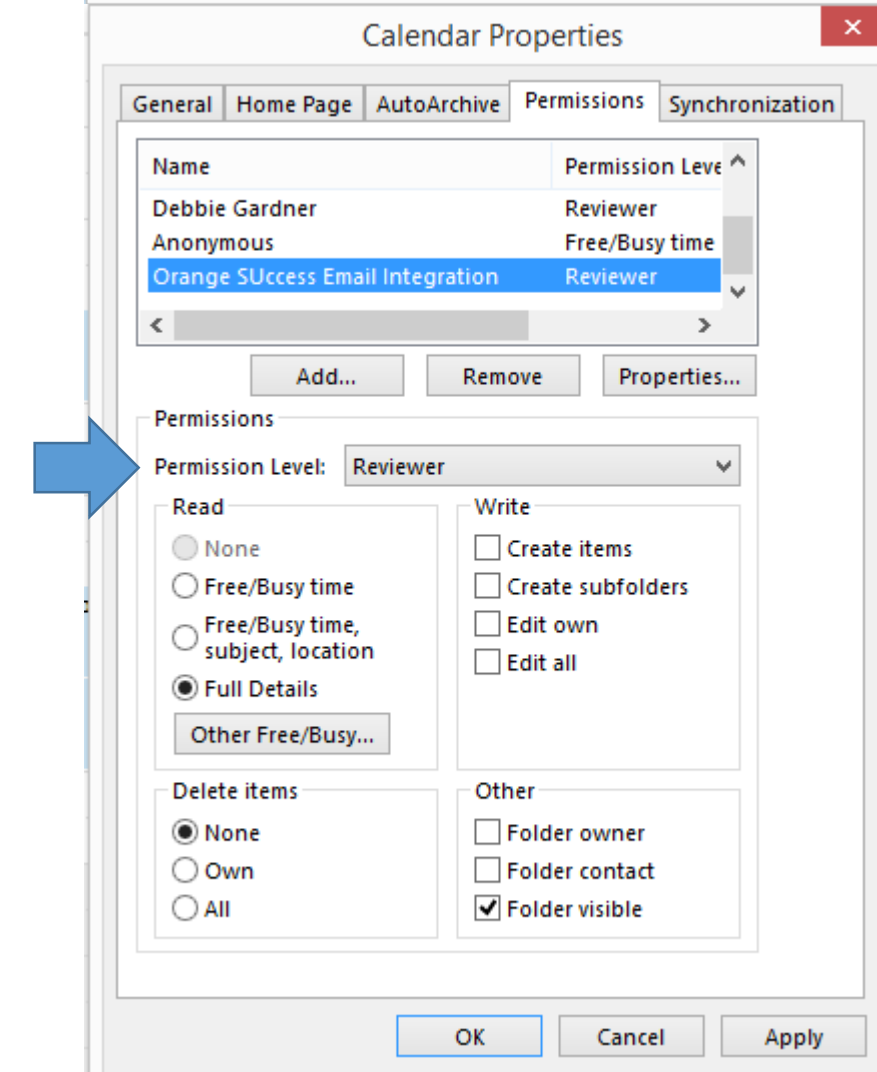 Calendar Properties
General Home Page AutoArchive Permissions Synchronization
Name Permission Leve
Debbie Gardner Reviewer
Anonymous Free/Busy time
Orange SUccess Email Integration Reviewer
Add... Remove Properties...
Permissions
Permission Level: Reviewer
Read Write
None Create items
Free/Busy time Create subfolders
Free/Busy time, Edit own
subject, location Edit all
Full Details
Other Free/Busy...
Delete items Other
None Folder owner
Own Folder contact
All Folder visible
OK Cancel Apply